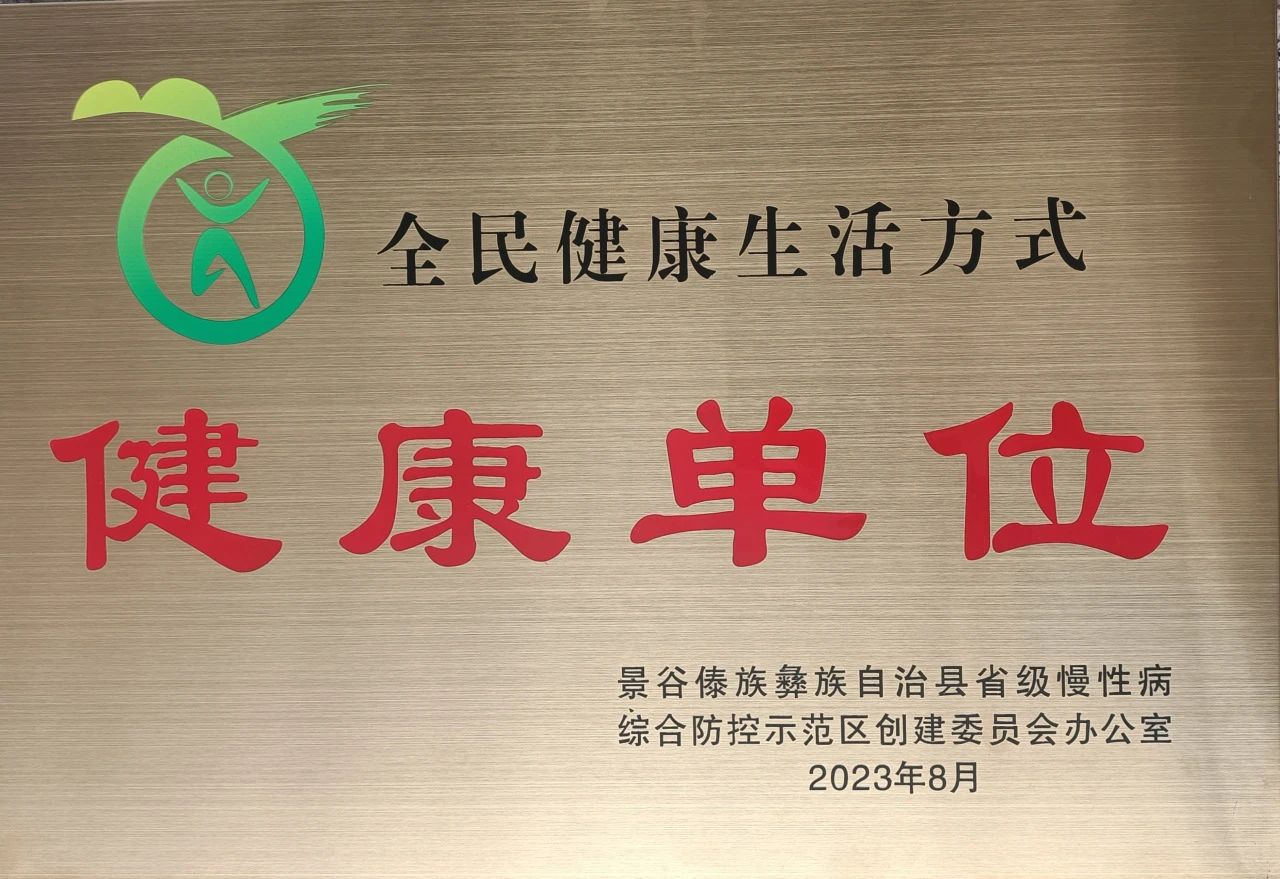 全民健康生活方式
健康单位
景谷傣族彝族自治县省级慢性病
综合防控示范区创建委员会办公室
2023年8月